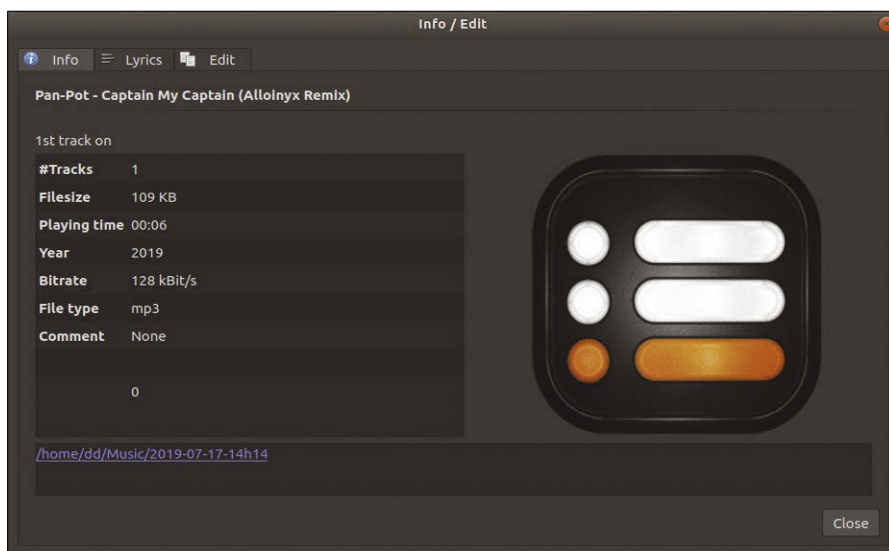 Info / Edit
Info Lyrics Edit
Pan-Pot - Captain My Captain (Alloinyx Remix)
1st track on
#Tracks 1
Filesize 109 KB
Playing time 00:06
Year 2019
Bitrate 128 kBit/s
File type mp3
Comment None
0
/home/dd/Music/2019-07-17-14h14
Close